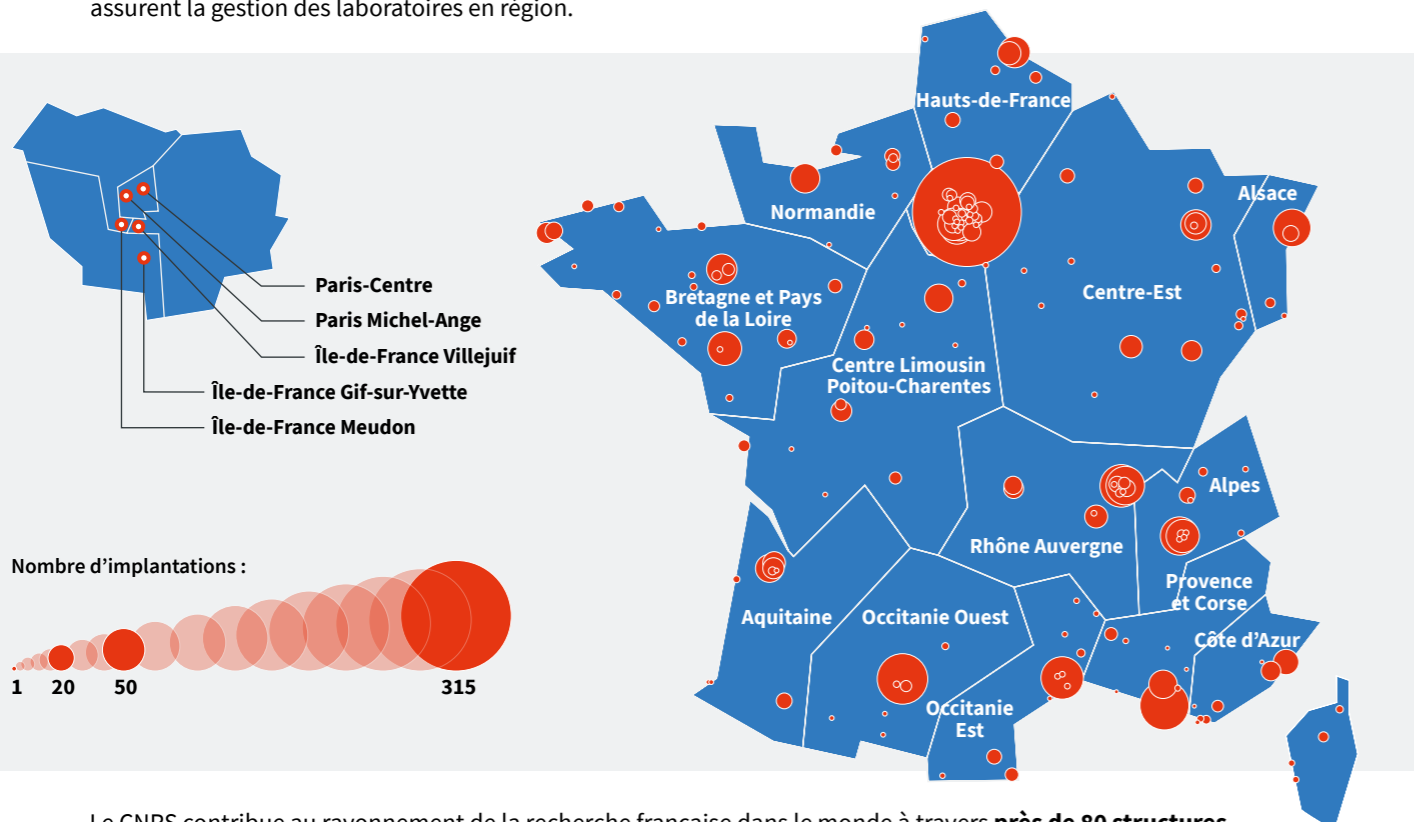 assurent la gestion des laboratoires en région.
Hauts-de-France
Normandie
Alsace
Bretagne et Pays
de la Loire
Centre-Est
Centre Limousin
Poitou-Charentes
Paris-Centre
Paris Michel-Ange
Île-de-France Villejuif
Île-de-France Gif-sur-Yvette
Île-de-France Meudon
Alpes
Rhône Auvergne
Provence
et Corse
Aquitaine
Occitanie Ouest
Côte d’Azur
Occitanie
Est
Nombre d’implantations :
1 20 50 315
Le CNRS contribue au rayonnement de la recherche française dans le monde à travers près de 80 structures